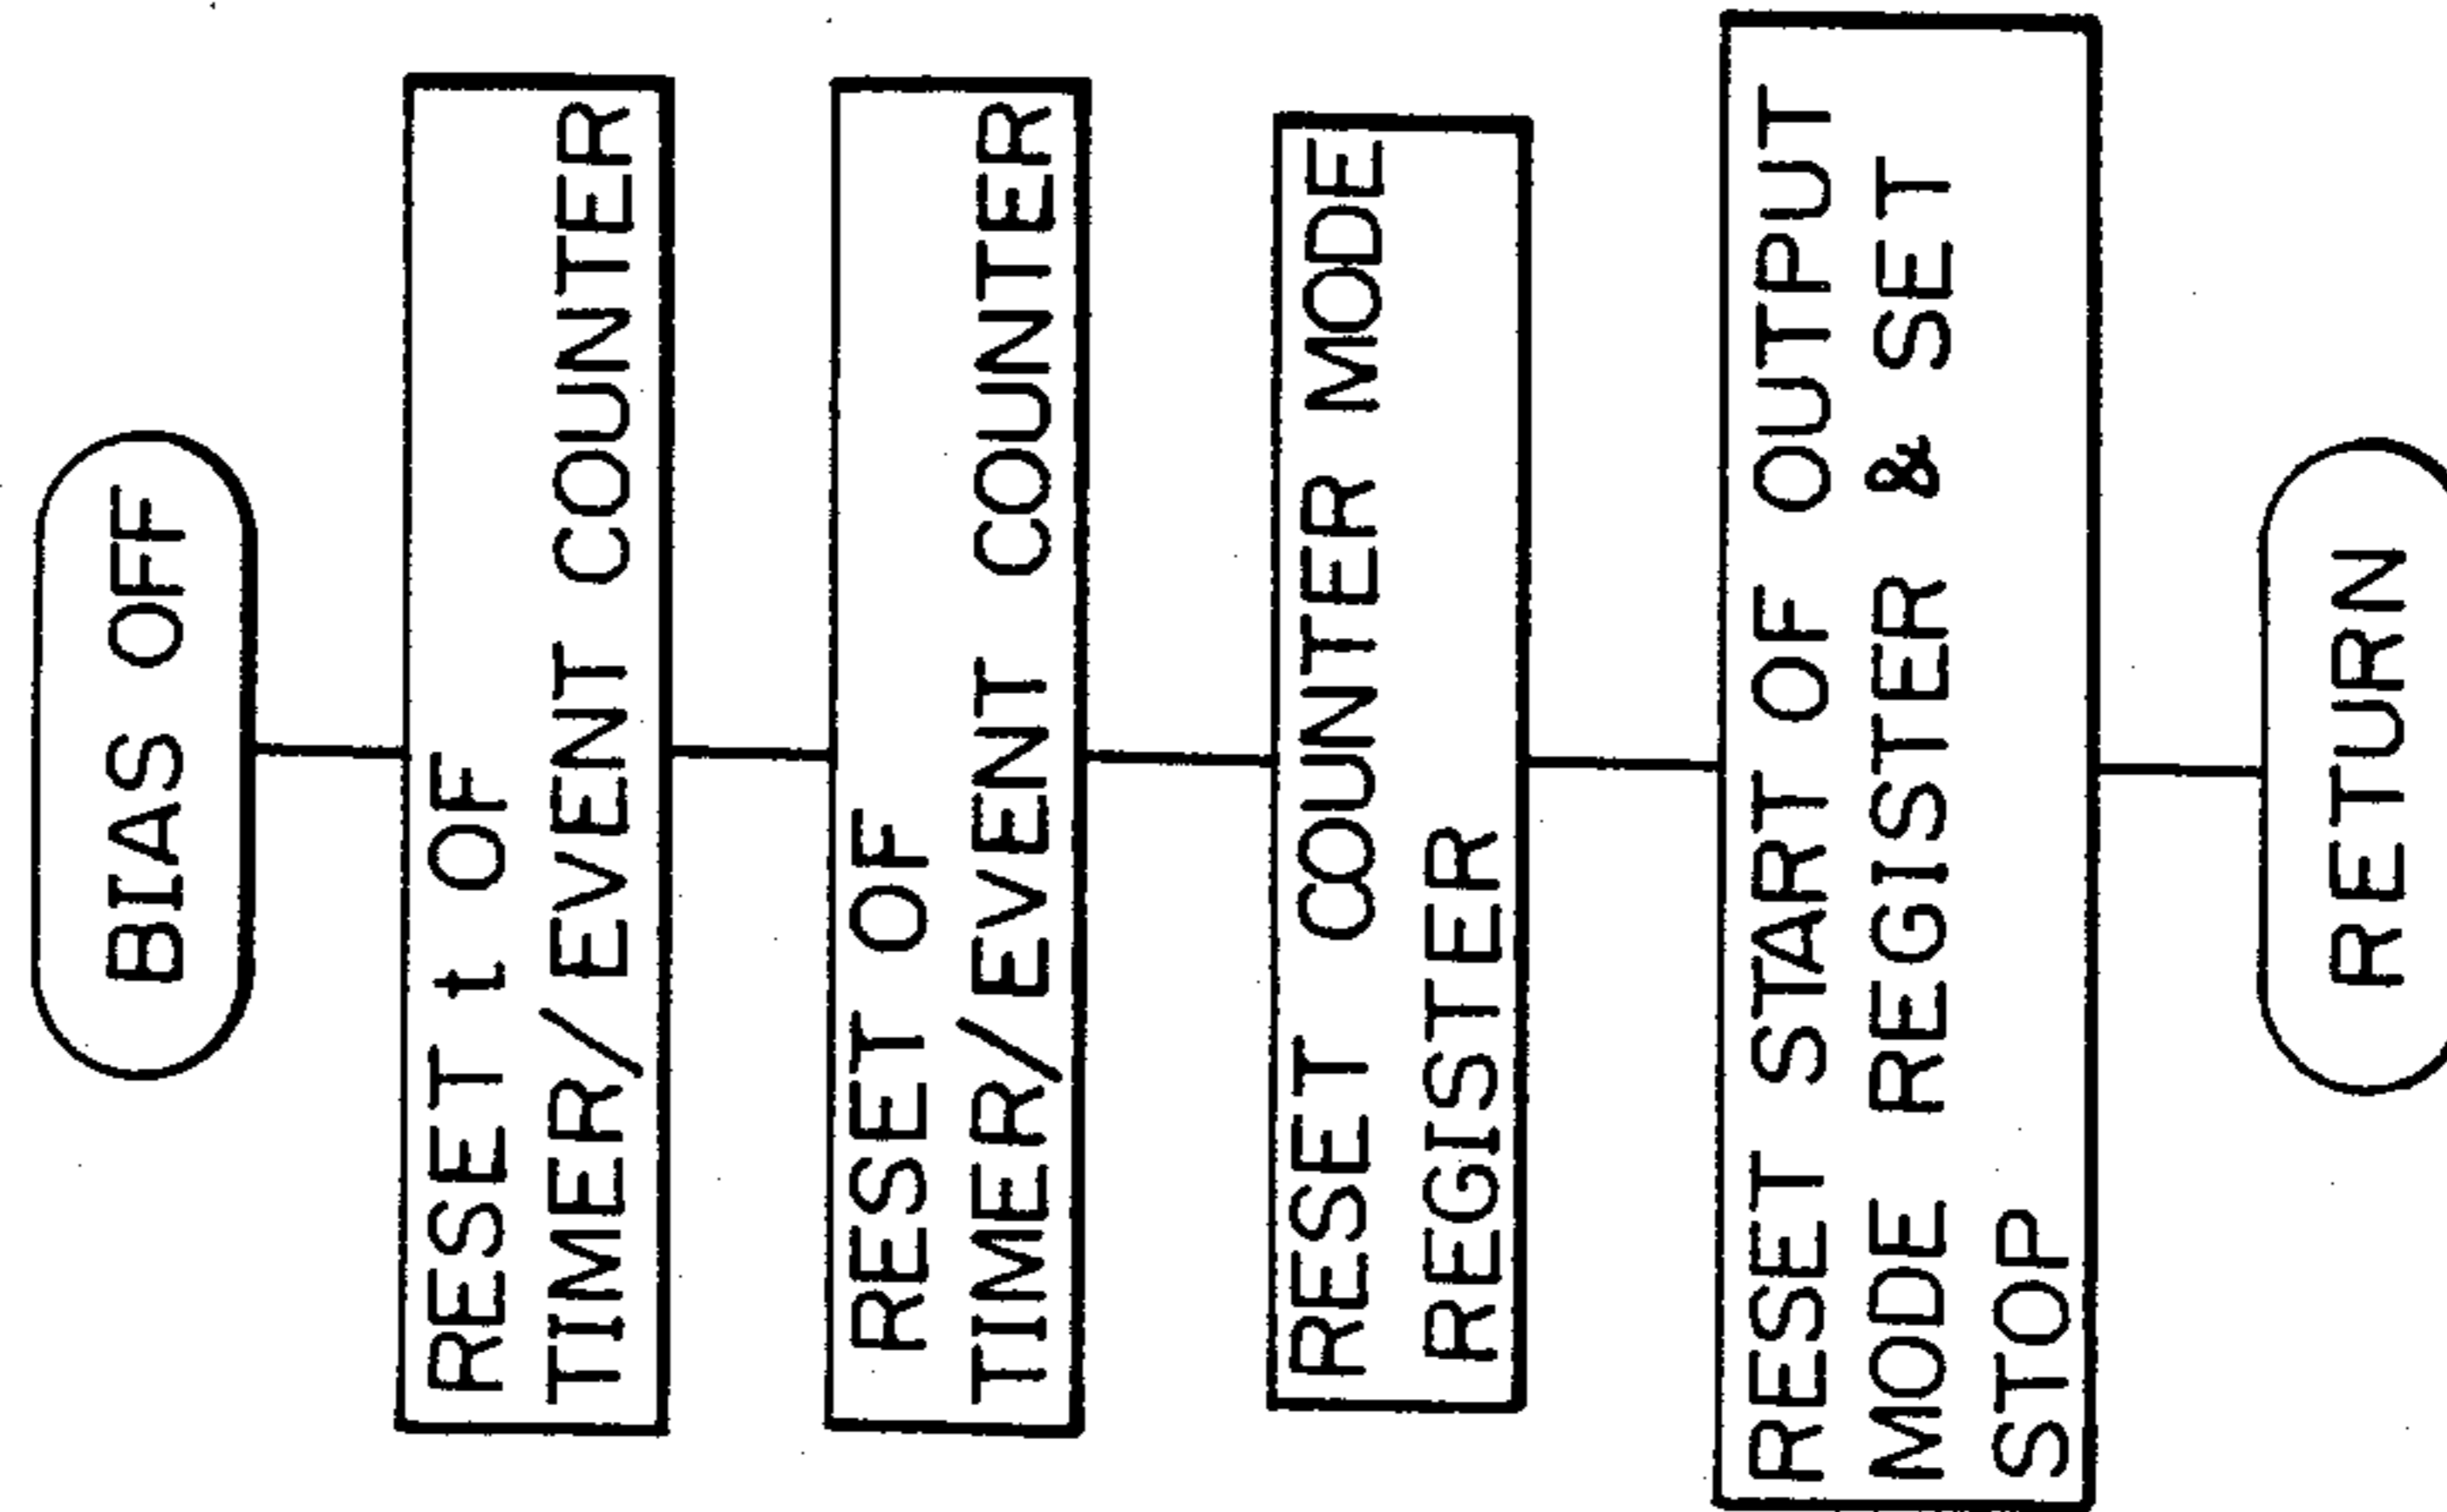 BIAS OFF
RESET t OF
TIMER/EVENT COUNTER
RESET OF
TIMER/EVENT COUNTER
RESET COUNTER MODE
REGISTER
RESET START OF OUTPUT
MODE REGISTER & SET
STOP
RETURN